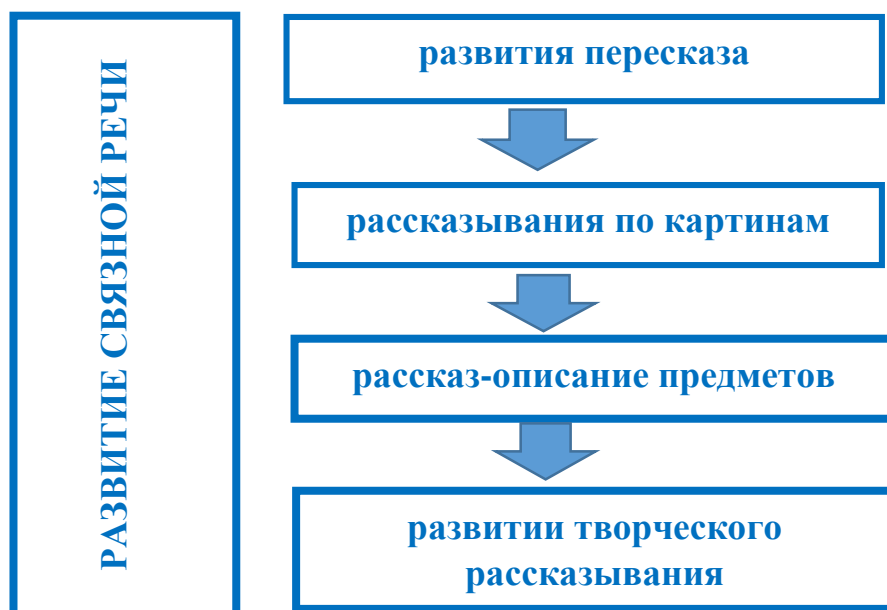 РАЗВИТИЕ СВЯЗНОЙ РЕЧИ
развития пересказа
рассказывания по картинам
рассказ-описание предметов
развитии творческого
рассказывания